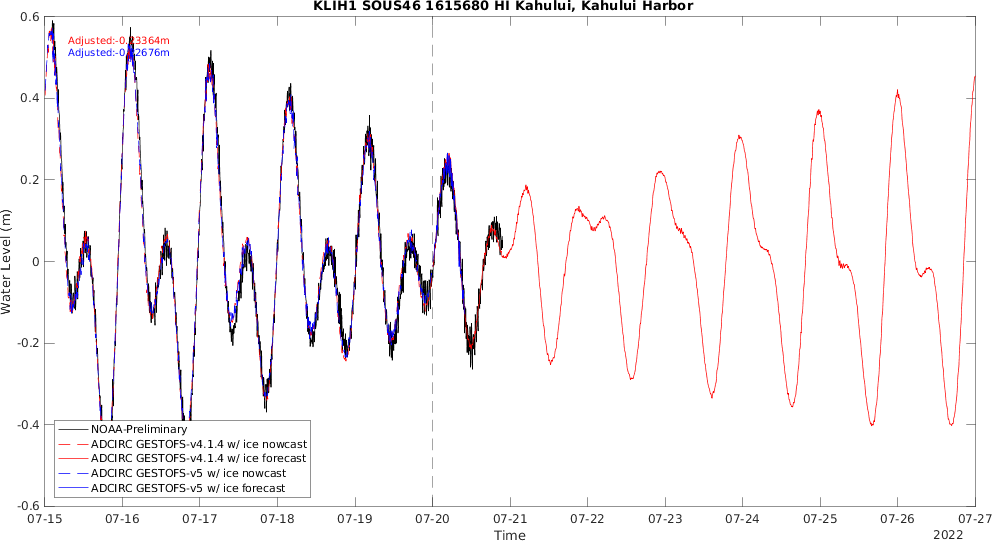 KLIH1 SOUS46 1615680 HI Kahului, Kahului Harbor
0.6
0.4
0.2
0
-0.2
-0.4
-0.6
Water Level (m)
NOAA-Preliminary
ADCIRC GESTOFS-v4.1.4 w/ ice nowcast
ADCIRC GESTOFS-v4.1.4 w/ ice forecast
ADCIRC GESTOFS-v5 w/ ice nowcast
ADCIRC GESTOFS-v5 w/ ice forecast
07-15 07-16 07-17 07-18 07-19 07-20 07-21 07-22 07-23 07-24 07-25 07-26 07-27
Time
2022